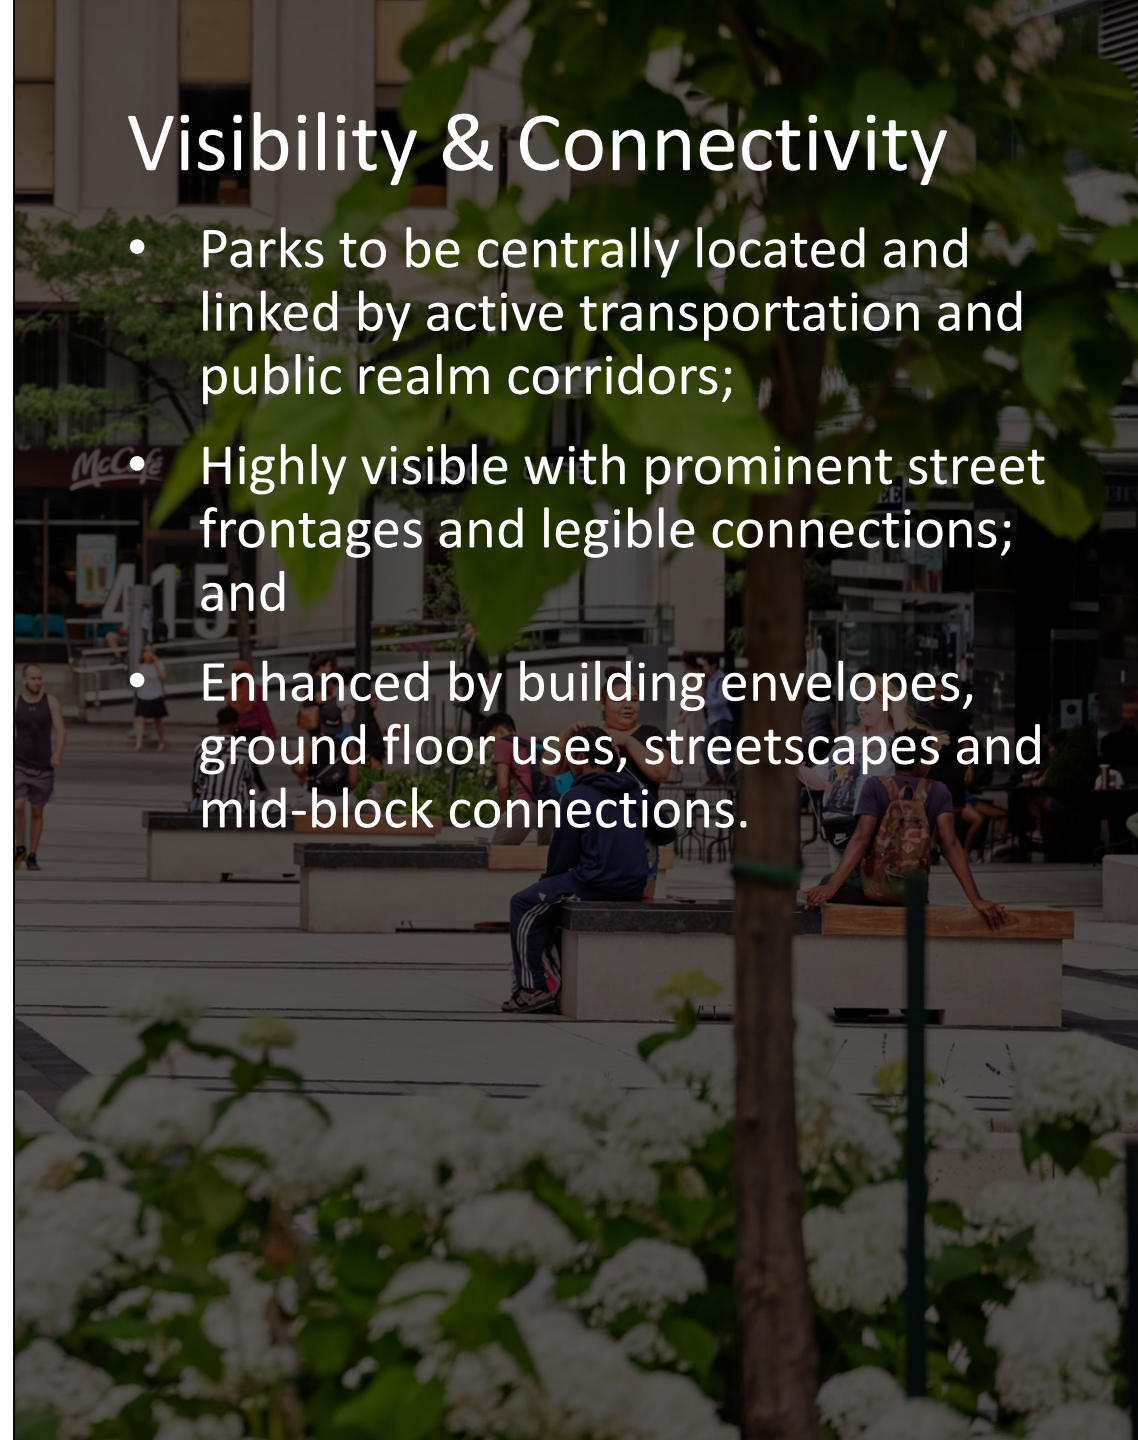 Visibility & Connectivity
• Parks to be centrally located and
linked by active transportation and
public realm corridors;
• Highly visible with prominent street
frontages and legible connections;
and
• Enhanced by building envelopes,
ground floor uses, streetscapes and
mid-block connections.
McCafé
415